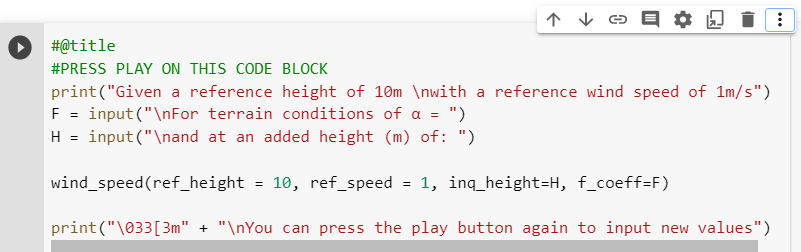 #@title
#PRESS PLAY ON THIS CODE BLOCK
print("Given a reference height of 10m \nwith a reference wind speed of 1m/s")
F = input("\nFor terrain conditions of α = ")
H = input("\nand at an added height (m) of: ")
wind_speed(ref_height = 10, ref_speed = 1, inq_height=H, f_coeff=F)
print("\033[3m" + "\nYou can press the play button again to input new values")